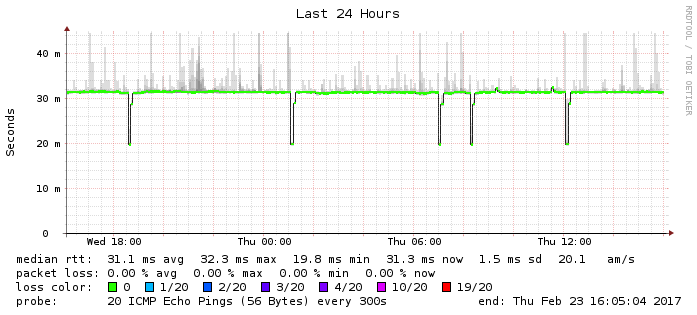 Last 24 Hours
RRDTOOL / TOBI OETIKER
Seconds
40 m
30 m
20 m
10 m
0
Wed 18:00 Thu 00:00 Thu 06:00 Thu 12:00
median rtt: 31.1 ms avg 32.3 ms max 19.8 ms min 31.3 ms now 1.5 ms sd 20.1 am/s
packet loss: 0.00 % avg 0.00 % max 0.00 % min 0.00 % now
loss color: 0 1/20 2/20 3/20 4/20 10/20 19/20
probe: 20 ICMP Echo Pings (56 Bytes) every 300s end: Thu Feb 23 16:05:04 2017